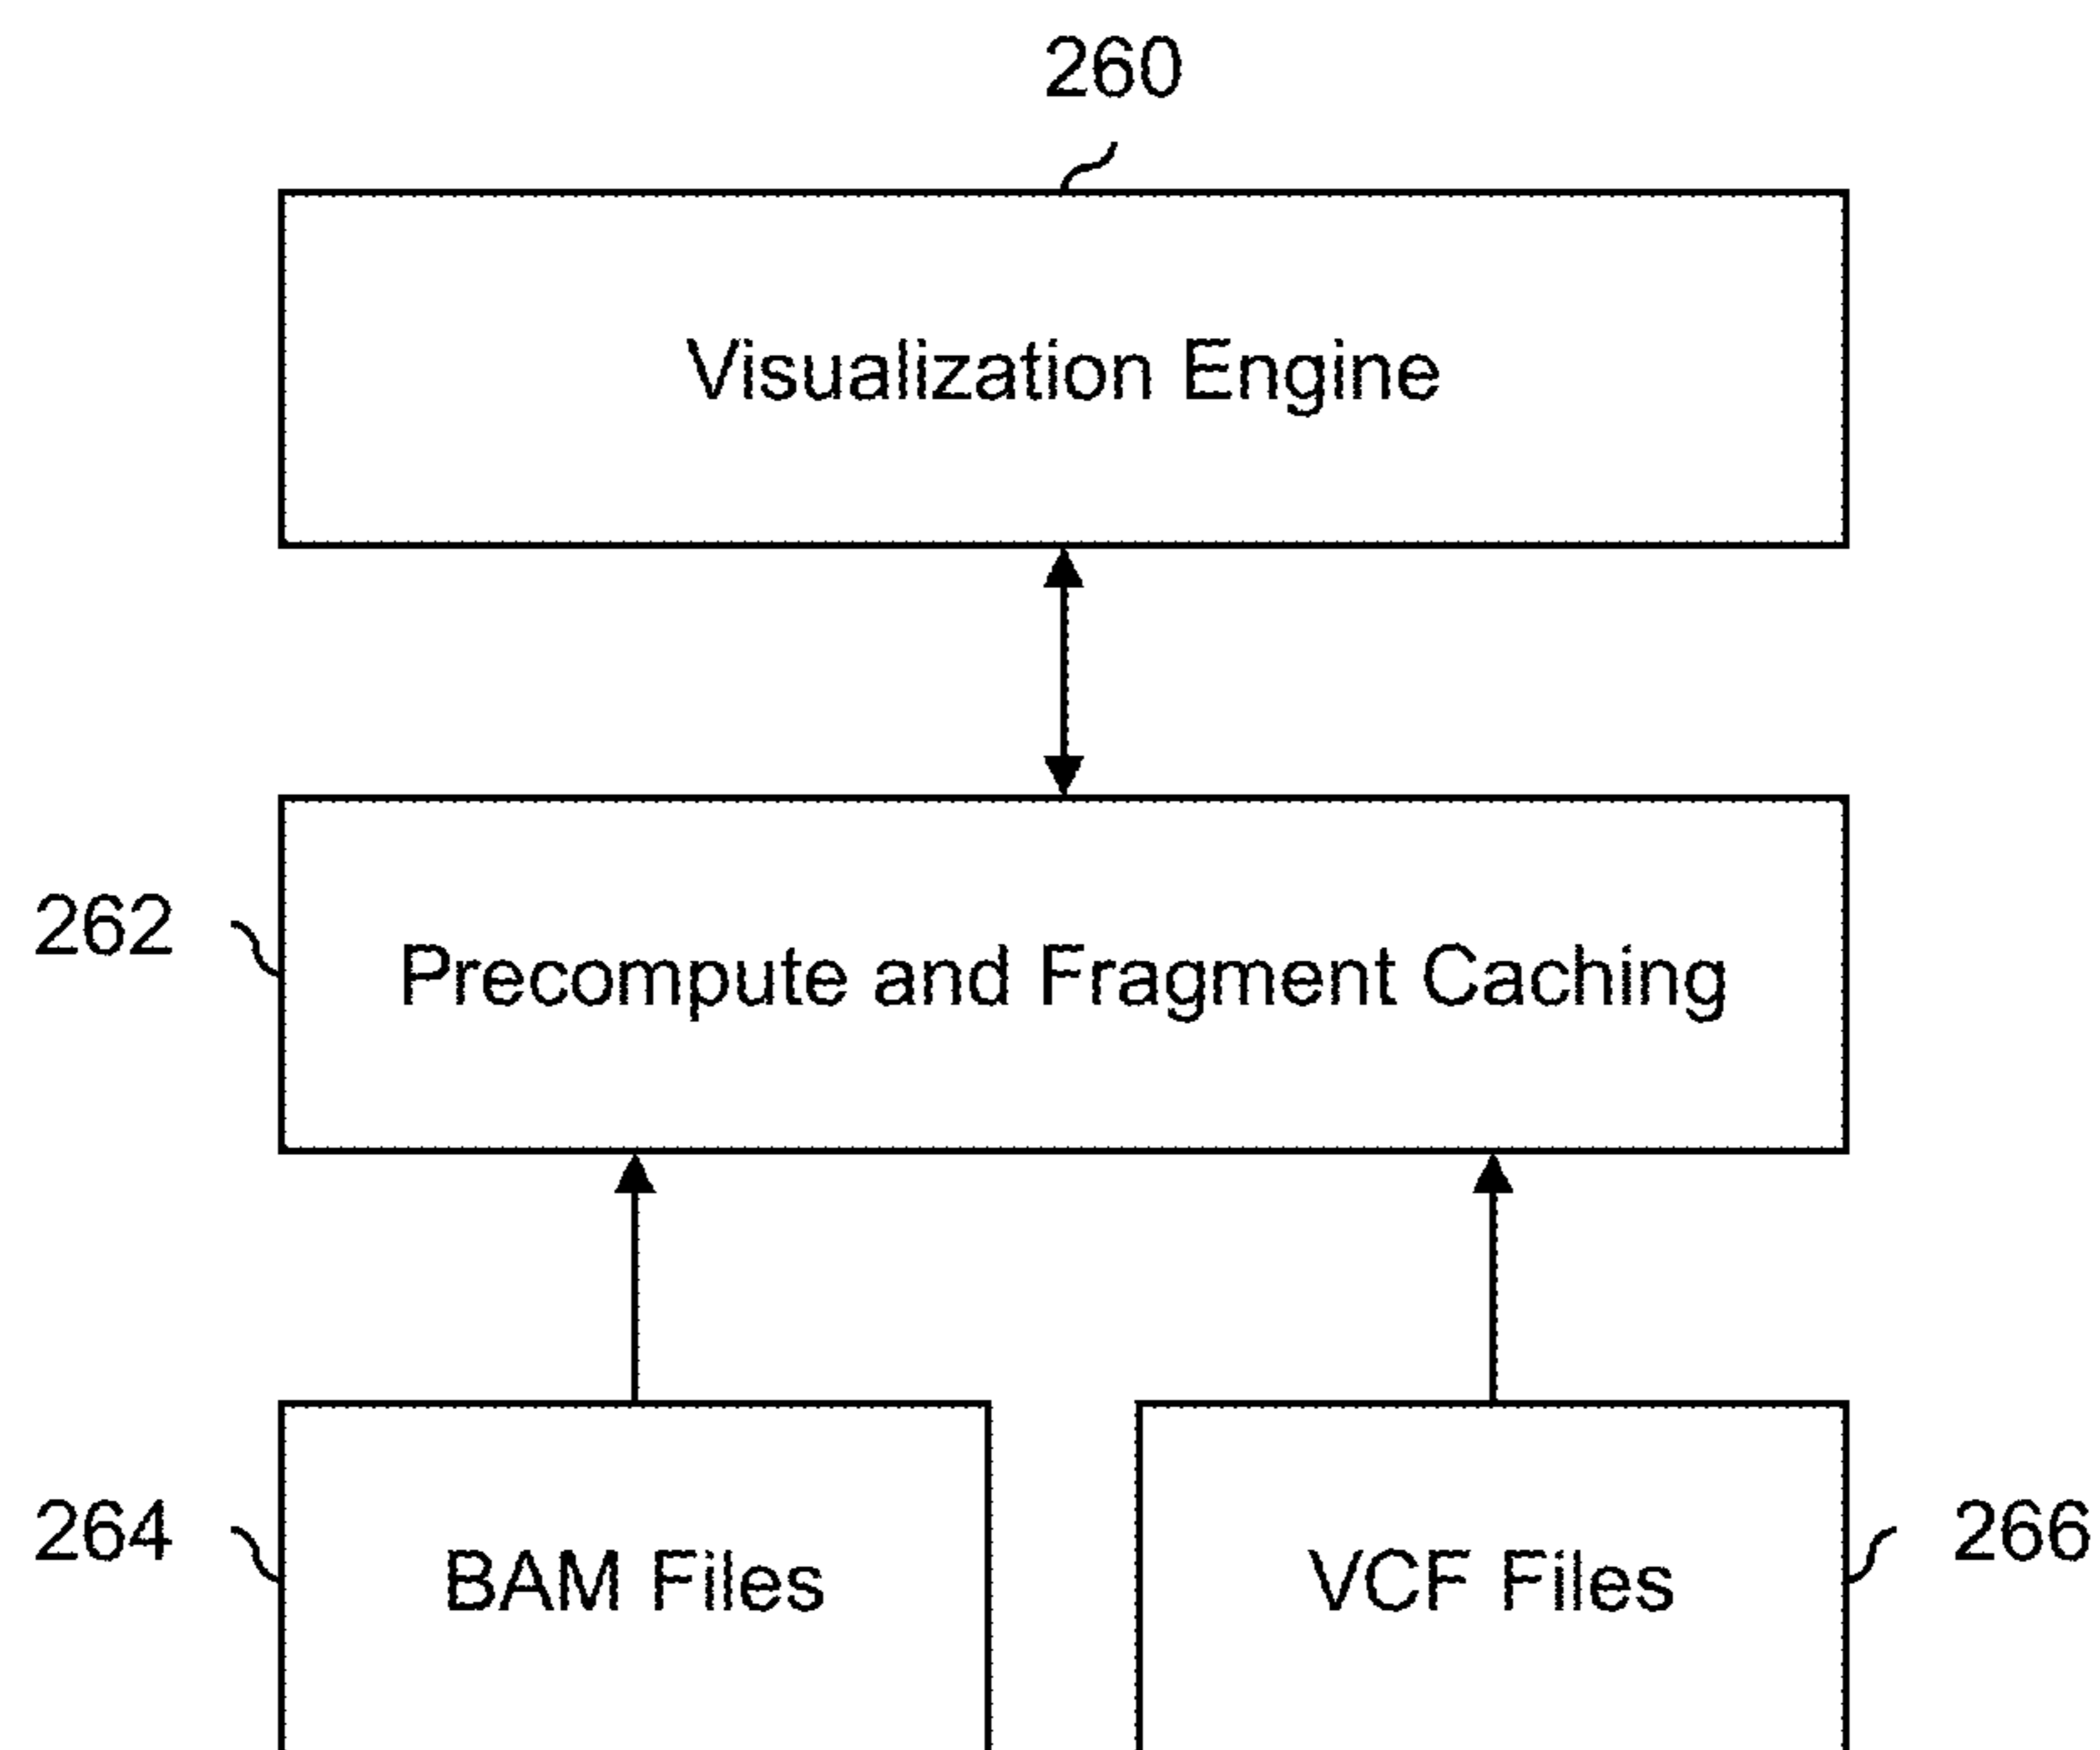 260
Visualization Engine
262
Precompute and Fragment Caching
264
BAM Files
VCF Files
266